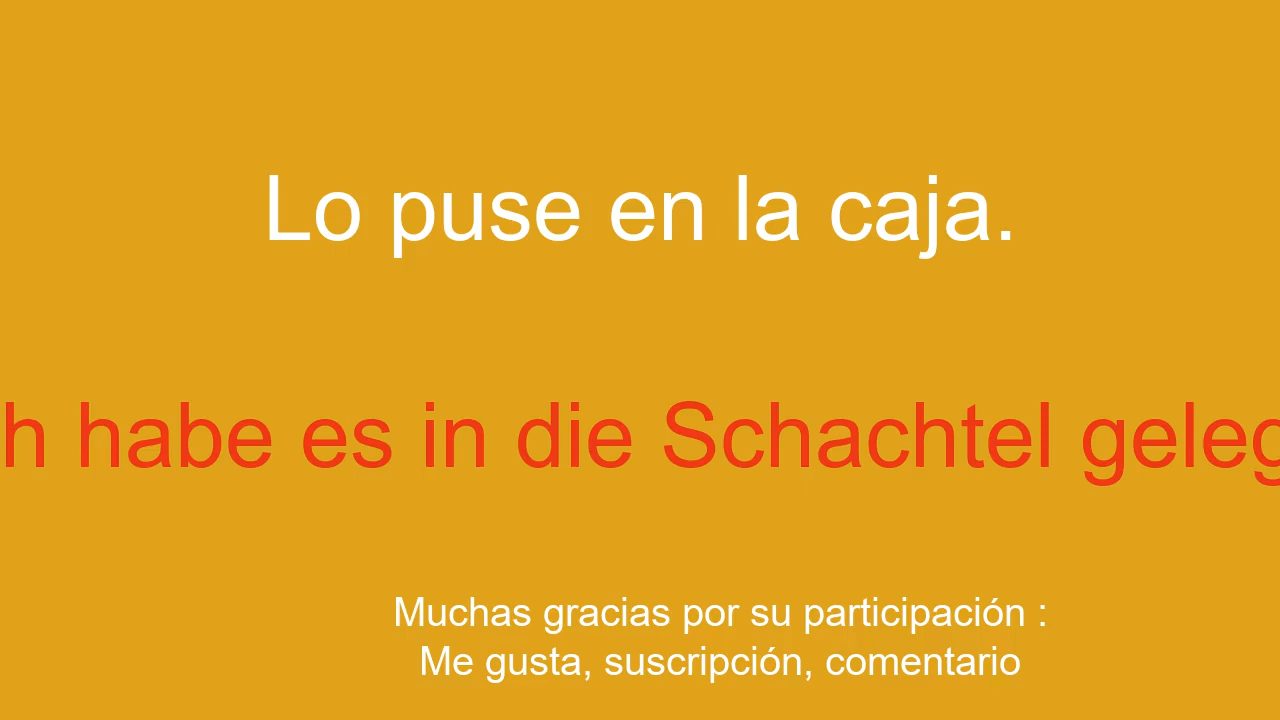 Lo puse en la caja.
h habe es in die Schachtel geleg
Muchas gracias por su participación :
Me gusta, suscripción, comentario